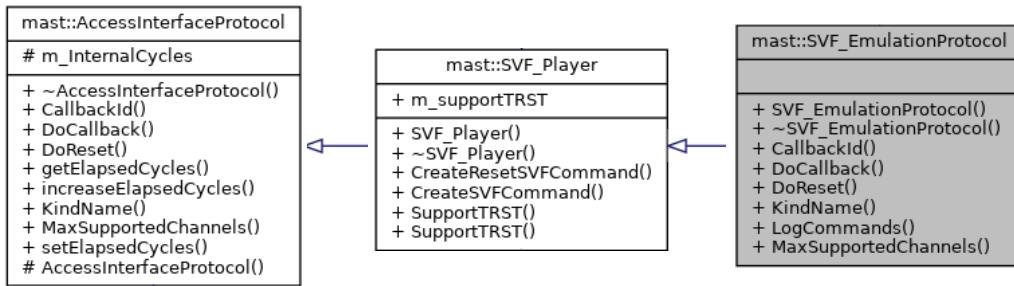 mast::AccessInterfaceProtocol
# m_InternalCycles
+ ~AccessInterfaceProtocol()
+ CallbackId()
+ DoCallback()
+ DoReset()
+ getElapsedCycles()
+ increaseElapsedCycles()
+ KindName()
+ MaxSupportedChannels()
+ setElapsedCycles()
# AccessInterfaceProtocol()
mast::SVF_Player
+ m_supportTRST
+ SVF_Player()
+ ~SVF_Player()
+ CreateResetSVFCommand()
+ CreateSVFCommand()
+ SupportTRST()
+ SupportTRST()
mast::SVF_EmulationProtocol
+ SVF_EmulationProtocol()
+ ~SVF_EmulationProtocol()
+ CallbackId()
+ DoCallback()
+ DoReset()
+ KindName()
+ LogCommands()
+ MaxSupportedChannels()